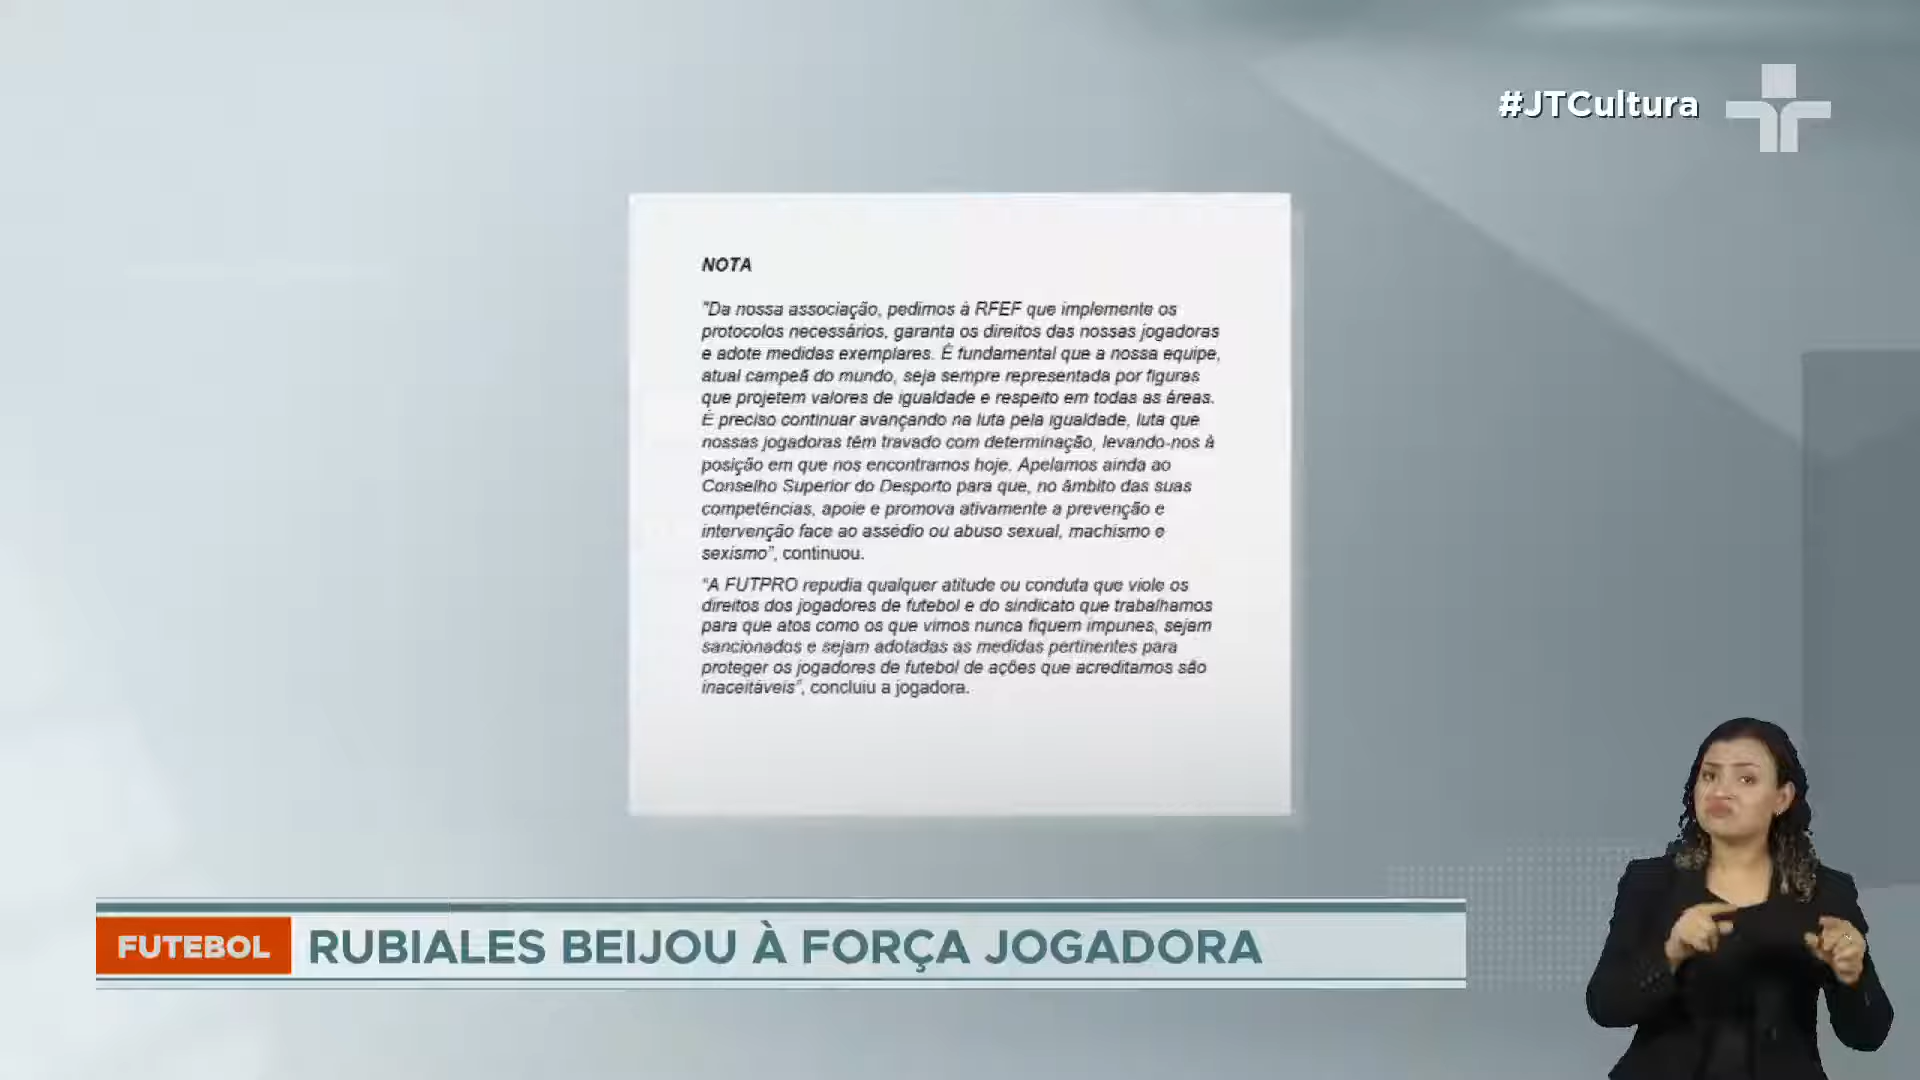 #JTCultura
NOTA
"Da nossa associação, pedimos à RFEF que implemente os
protocolos necessários, garanta os direitos das nossas jogadoras
e adote medidas exemplares. É fundamental que a nossa equipe,
atual campeã do mundo, seja sempre representada por figuras
que projetem valores de igualdade e respeito em todas as áreas.
É preciso continuar avançando na luta pela igualdade, luta que
nossas jogadoras têm travado com determinação, levando-nos à
posição em que nos encontramos hoje. Apelamos ainda ao
Conselho Superior do Desporto para que, no âmbito das suas
competências, apoie e promova ativamente a prevenção e
intervenção face ao assédio ou abuso sexual, machismo e
sexismo", continuou.
"A FUTPRO repudia qualquer atitude ou conduta que viole os
direitos dos jogadores de futebol e do sindicato que trabalhamos
para que atos como os que vimos nunca fiquem impunes, sejam
sancionados e sejam adotadas as medidas pertinentes para
proteger os jogadores de futebol de ações que acreditamos são
inaceitáveis", concluiu a jogadora.
FUTEBOL RUBIALES BEIJOU À FORÇA JOGADORA